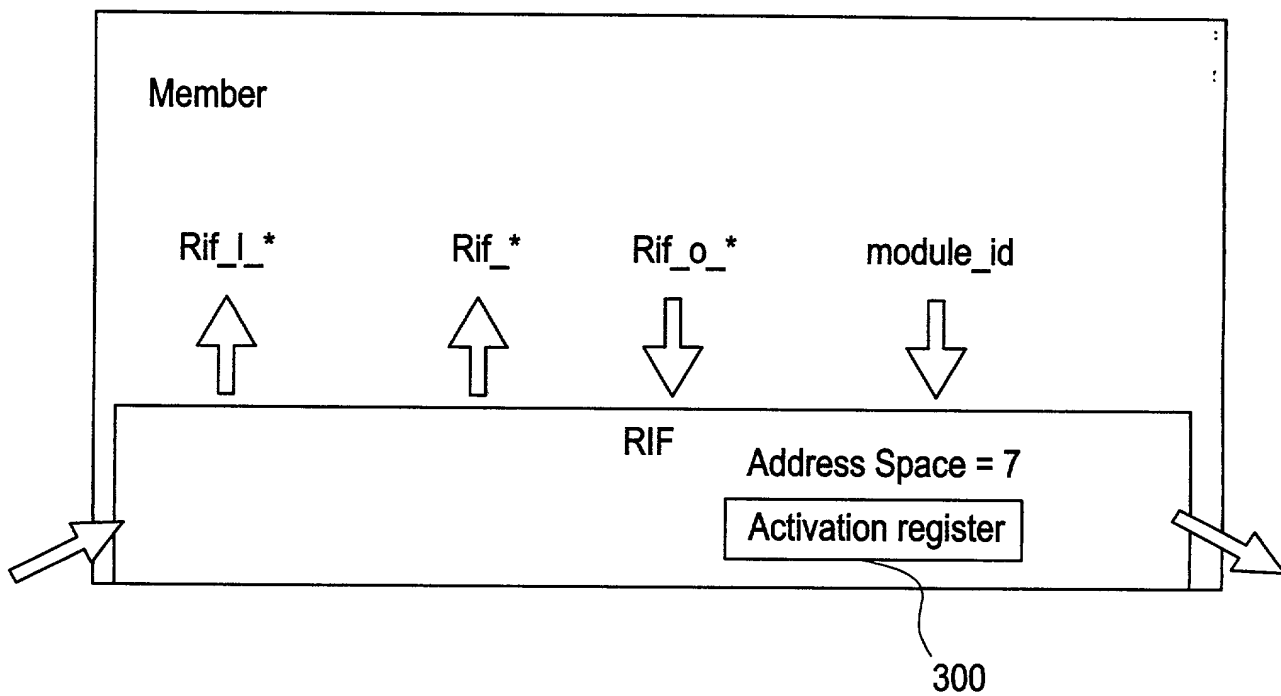 Member
Rif_I_* Rif_* Rif_o_* module_id
RIF
Address Space = 7
Activation register
300